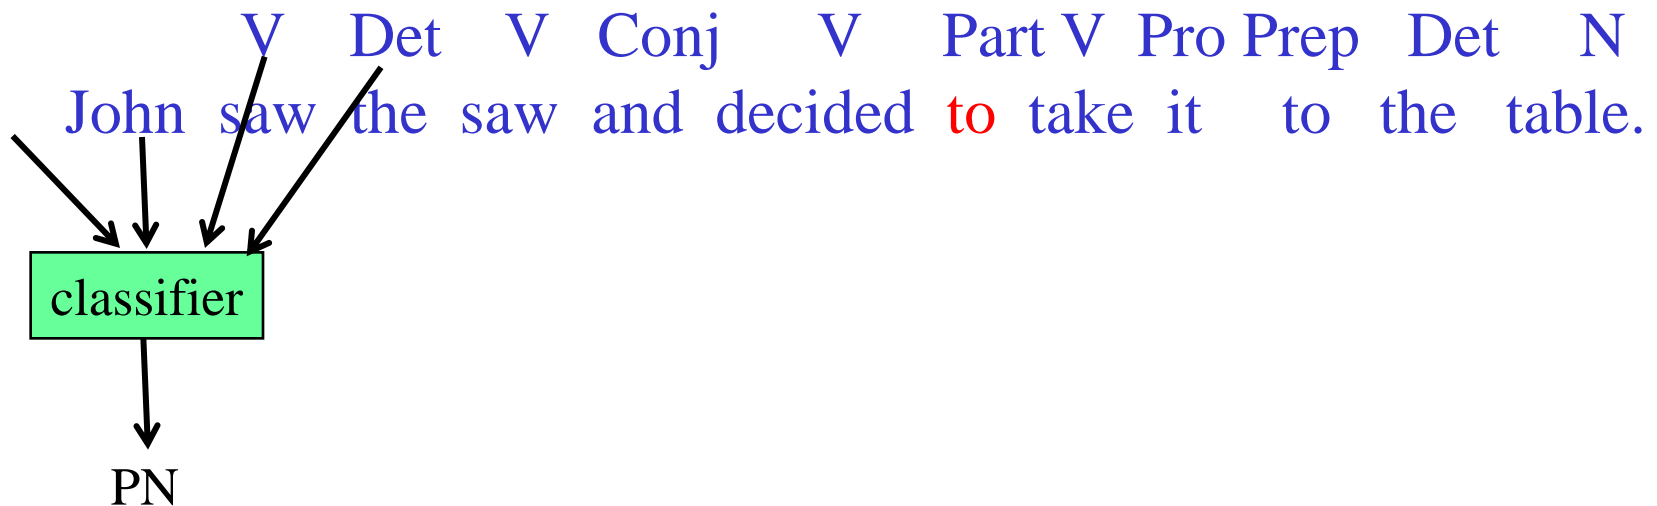 V Det V Conj V Part V Pro Prep Det N
John saw the saw and decided to take it to the table.
classifier
PN